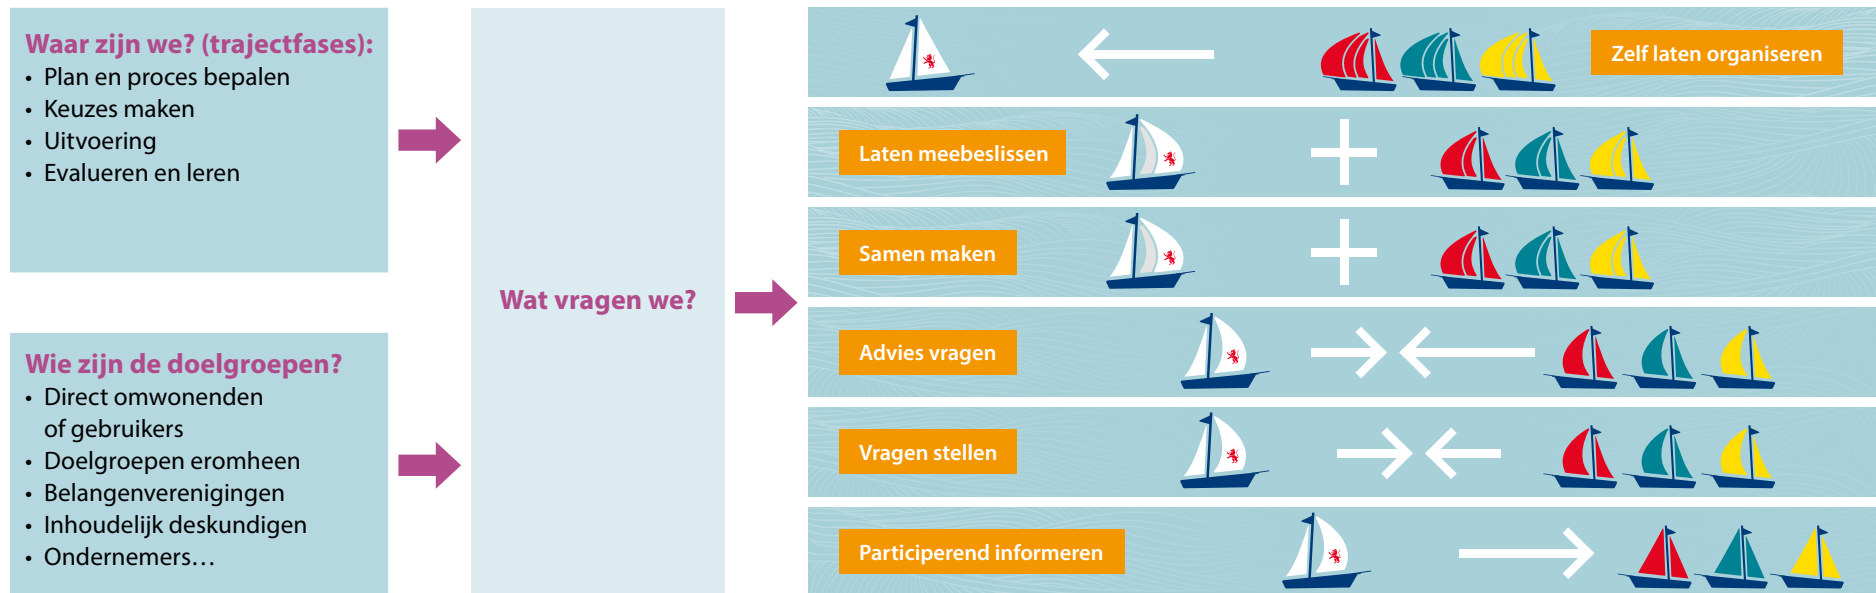 Waar zijn we? (trajectfases):
• Plan en proces bepalen
• Keuzes maken
• Uitvoering
• Evalueren en leren
Wie zijn de doelgroepen?
• Direct omwonenden
of gebruikers
• Doelgroepen eromheen
• Belangenverenigingen
• Inhoudelijk deskundigen
• Ondernemers…
Wat vragen we?
Zelf laten organiseren
Laten meebeslissen
Samen maken
Advies vragen
Vragen stellen
Participerend informeren